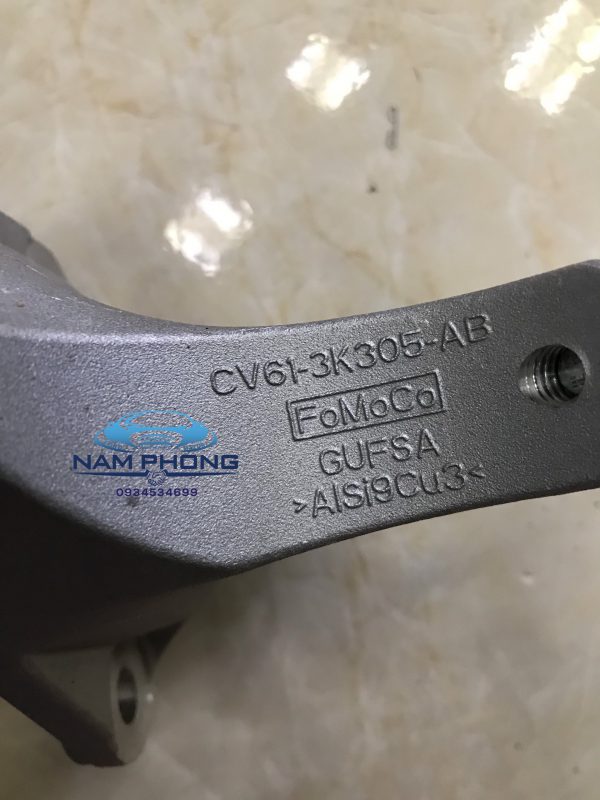 CV61-3K305-AB
FoMoCo
GUFSA
>AlSi9Cu3<
NAM PHONG
0934534699